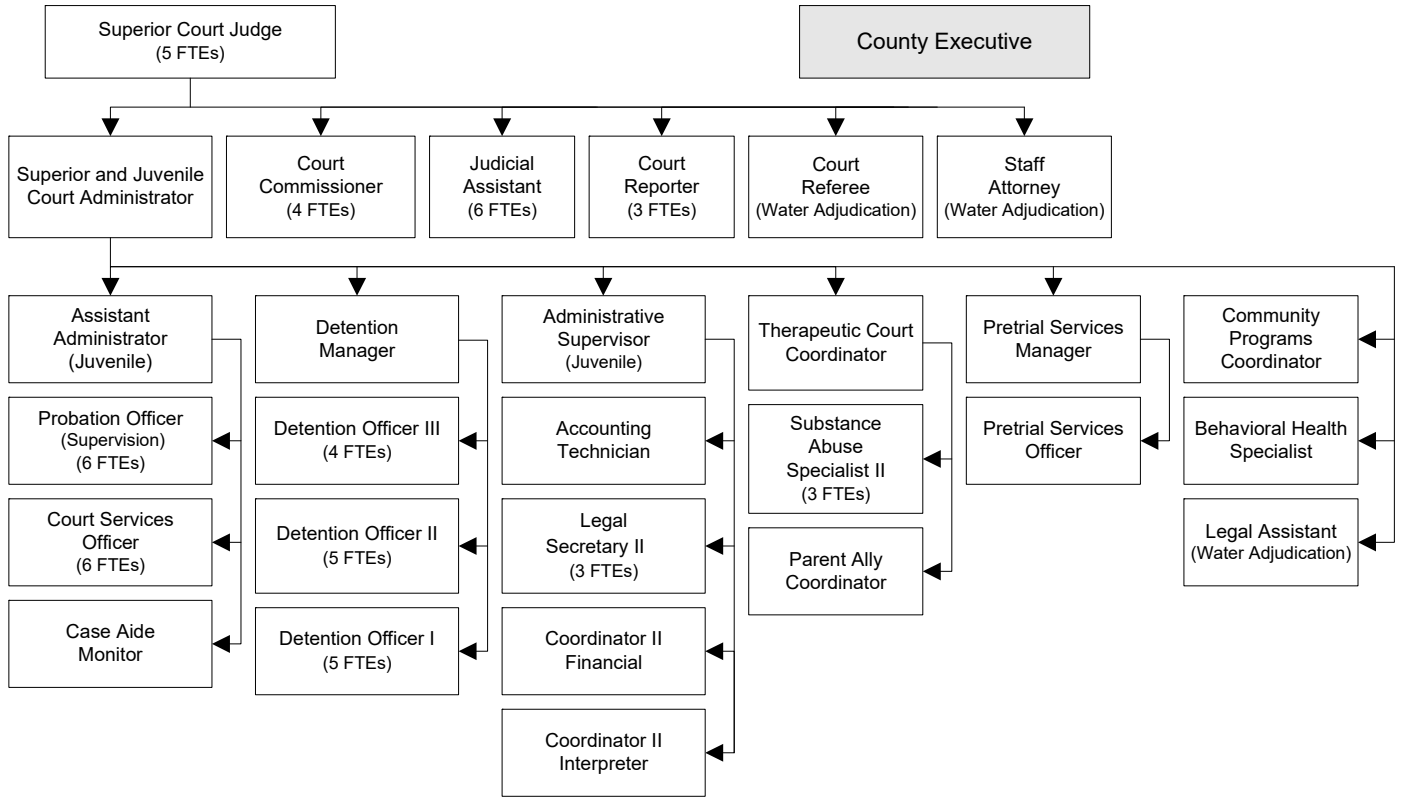 Superior Court Judge
(5 FTEs)
County Executive
Superior and Juvenile
Court Administrator
Court
Commissioner
(4 FTEs)
Judicial
Assistant
(6 FTEs)
Court
Reporter
(3 FTEs)
Court
Referee
(Water Adjudication)
Staff
Attorney
(Water Adjudication)
Assistant
Administrator
(Juvenile)
Probation Officer
(Supervision)
(6 FTEs)
Court Services
Officer
(6 FTEs)
Case Aide
Monitor
Detention
Manager
Detention Officer III
(4 FTEs)
Detention Officer II
(5 FTEs)
Detention Officer I
(5 FTEs)
Administrative
Supervisor
(Juvenile)
Accounting
Technician
Legal
Secretary II
(3 FTEs)
Coordinator II
Financial
Coordinator II
Interpreter
Therapeutic Court
Coordinator
Substance
Abuse
Specialist II
(3 FTEs)
Parent Ally
Coordinator
Pretrial Services
Manager
Pretrial Services
Officer
Community
Programs
Coordinator
Behavioral Health
Specialist
Legal Assistant
(Water Adjudication)